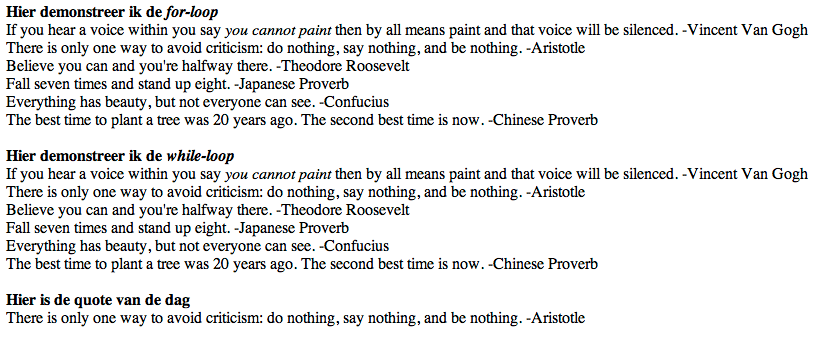 Hier demonstreer ik de for-loop
If you hear a voice within you say you cannot paint then by all means paint and that voice will be silenced. -Vincent Van Gogh
There is only one way to avoid criticism: do nothing, say nothing, and be nothing. -Aristotle
Believe you can and you're halfway there. -Theodore Roosevelt
Fall seven times and stand up eight. -Japanese Proverb
Everything has beauty, but not everyone can see. -Confucius
The best time to plant a tree was 20 years ago. The second best time is now. -Chinese Proverb
Hier demonstreer ik de while-loop
If you hear a voice within you say you cannot paint then by all means paint and that voice will be silenced. -Vincent Van Gogh
There is only one way to avoid criticism: do nothing, say nothing, and be nothing. -Aristotle
Believe you can and you're halfway there. -Theodore Roosevelt
Fall seven times and stand up eight. -Japanese Proverb
Everything has beauty, but not everyone can see. -Confucius
The best time to plant a tree was 20 years ago. The second best time is now. -Chinese Proverb
Hier is de quote van de dag
There is only one way to avoid criticism: do nothing, say nothing, and be nothing. -Aristotle